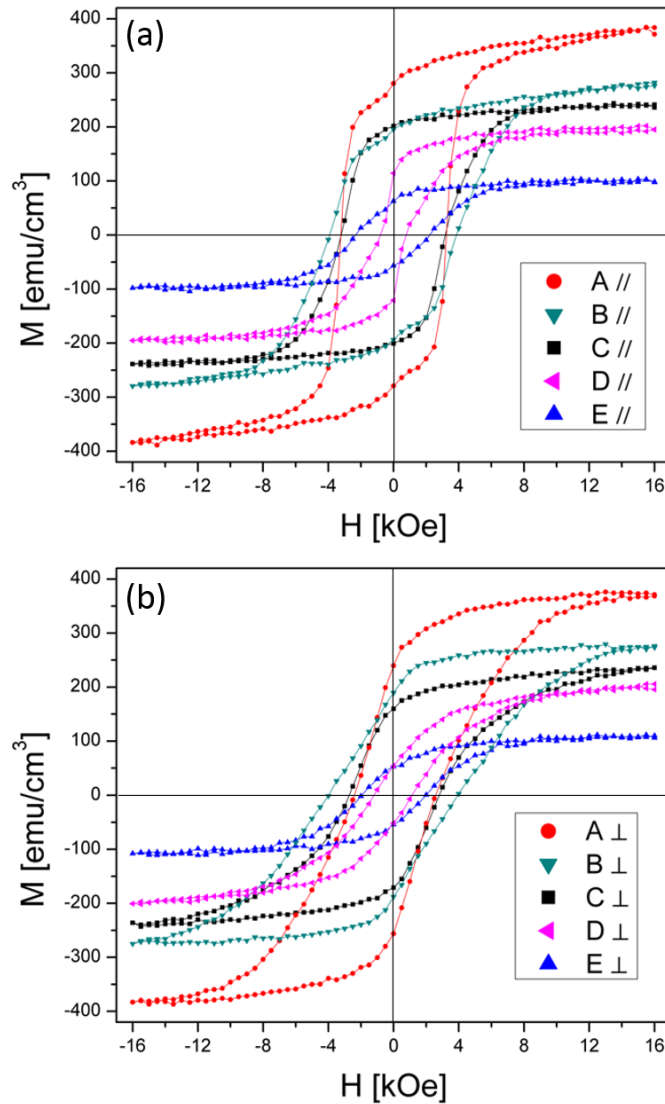 (a)
M [emu/cm³]
400
300
200
100
0
-100
-200
-300
-400
A //
B //
C //
D //
E //
-16 -12 -8 -4 0 4 8 12 16
H [kOe]
(b)
M [emu/cm³]
400
300
200
100
0
-100
-200
-300
-400
A ⊥
B ⊥
C ⊥
D ⊥
E ⊥
-16 -12 -8 -4 0 4 8 12 16
H [kOe]